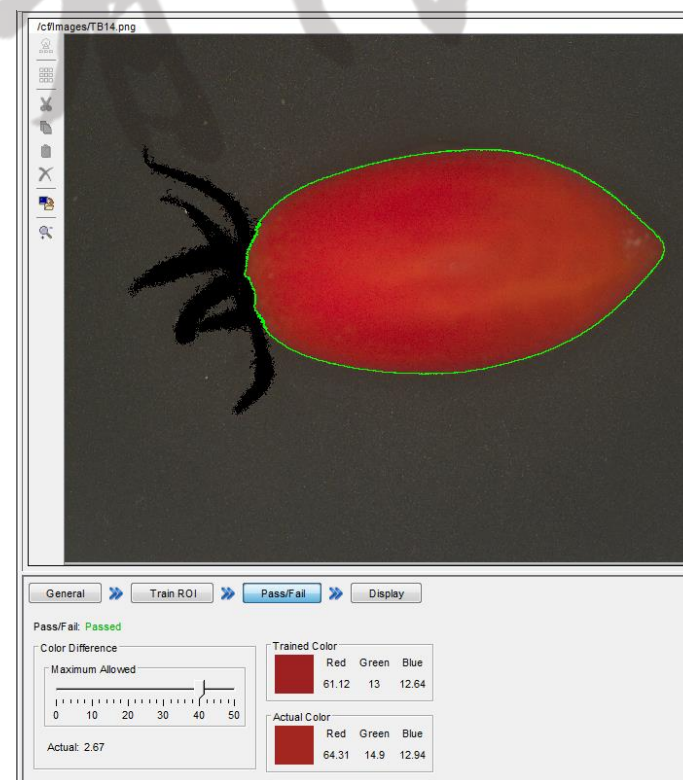 /cf/Images/TB14.png
General Train ROI Pass/Fail Display
Pass/Fail: Passed
Color Difference
Maximum Allowed
0 10 20 30 40 50
Actual: 2.67
Trained Color
Red Green Blue
61.12 13 12.64
Actual Color
Red Green Blue
64.31 14.9 12.94